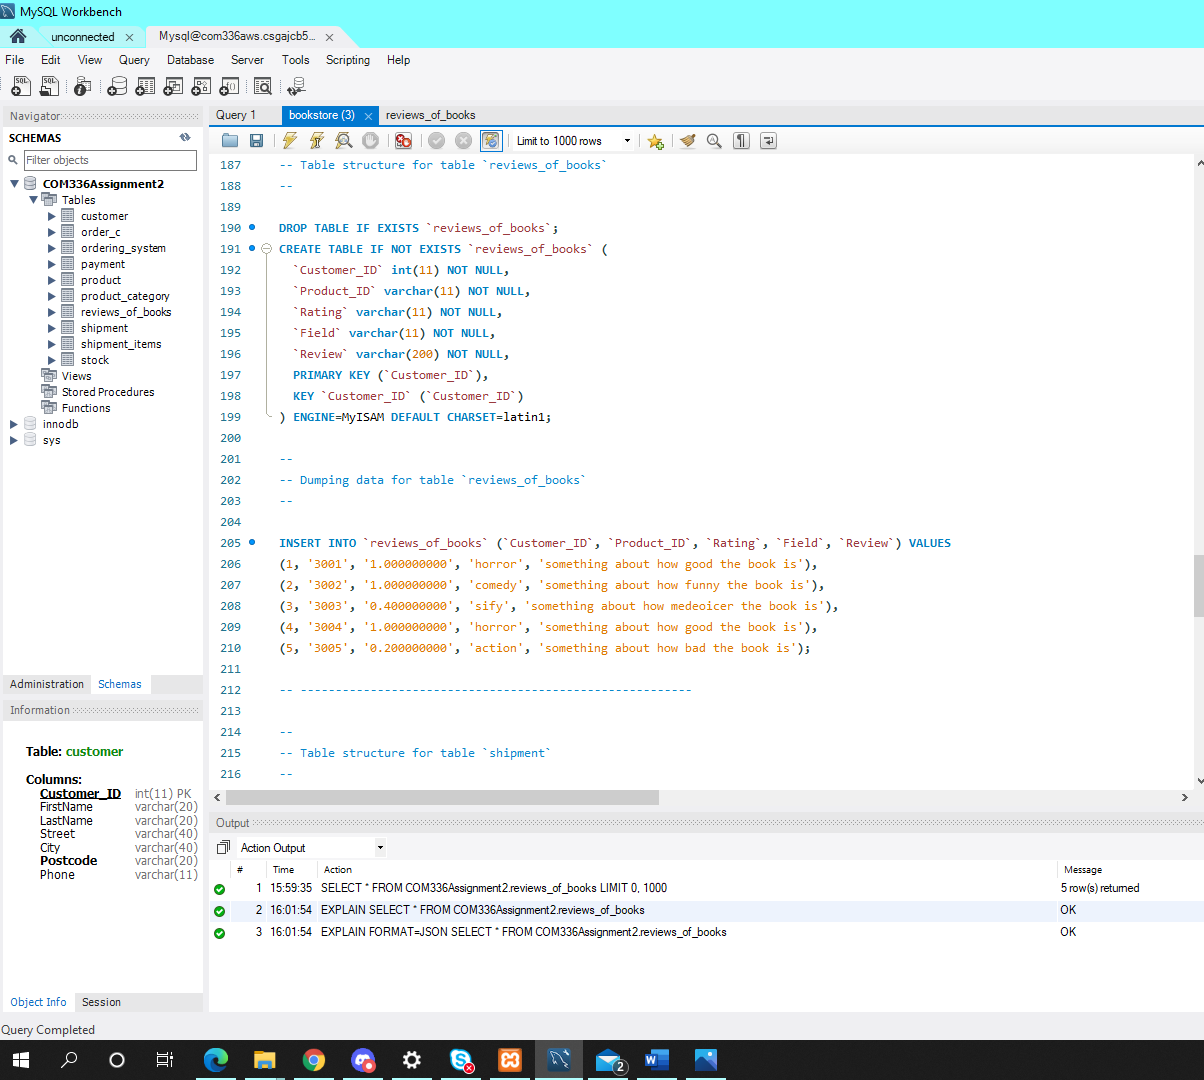 MySQL Workbench
unconnected
Mysql@com336aws.csgajcb5...
File Edit View Query Database Server Tools Scripting Help
Navigator
SCHEMAS
Filter objects
COM336Assignment2
Tables
customer
order_c
ordering_system
payment
product
product_category
reviews_of_books
shipment
shipment_items
stock
Views
Stored Procedures
Functions
innodb
sys
Administration Schemas
Information
Table: customer
Columns:
Customer_ID int(11) PK
FirstName varchar(20)
LastName varchar(20)
Street varchar(40)
City varchar(40)
Postcode varchar(20)
Phone varchar(11)
Object Info Session
Query 1 bookstore (3) reviews_of_books
Limit to 1000 rows
187 -- Table structure for table `reviews_of_books`
188 --
189
190 DROP TABLE IF EXISTS `reviews_of_books`;
191 CREATE TABLE IF NOT EXISTS `reviews_of_books` (
192 `Customer_ID` int(11) NOT NULL,
193 `Product_ID` varchar(11) NOT NULL,
194 `Rating` varchar(11) NOT NULL,
195 `Field` varchar(11) NOT NULL,
196 `Review` varchar(200) NOT NULL,
197 PRIMARY KEY (`Customer_ID`),
198 KEY `Customer_ID` (`Customer_ID`)
199 ) ENGINE=MyISAM DEFAULT CHARSET=latin1;
200
201 --
202 -- Dumping data for table `reviews_of_books`
203 --
204
205 INSERT INTO `reviews_of_books` (`Customer_ID`, `Product_ID`, `Rating`, `Field`, `Review`) VALUES
206 (1, '3001', '1.000000000', 'horror', 'something about how good the book is'),
207 (2, '3002', '1.000000000', 'comedy', 'something about how funny the book is'),
208 (3, '3003', '0.400000000', 'sify', 'something about how medeoicer the book is'),
209 (4, '3004', '1.000000000', 'horror', 'something about how good the book is'),
210 (5, '3005', '0.200000000', 'action', 'something about how bad the book is');
211
212 -- --------------------------------------------------------
213
214 --
215 -- Table structure for table `shipment`
216 --
Output
Action Output
# Time Action Message
1 15:59:35 SELECT * FROM COM336Assignment2.reviews_of_books LIMIT 0, 1000 5 row(s) returned
2 16:01:54 EXPLAIN SELECT * FROM COM336Assignment2.reviews_of_books OK
3 16:01:54 EXPLAIN FORMAT=JSON SELECT * FROM COM336Assignment2.reviews_of_books OK
Query Completed
2